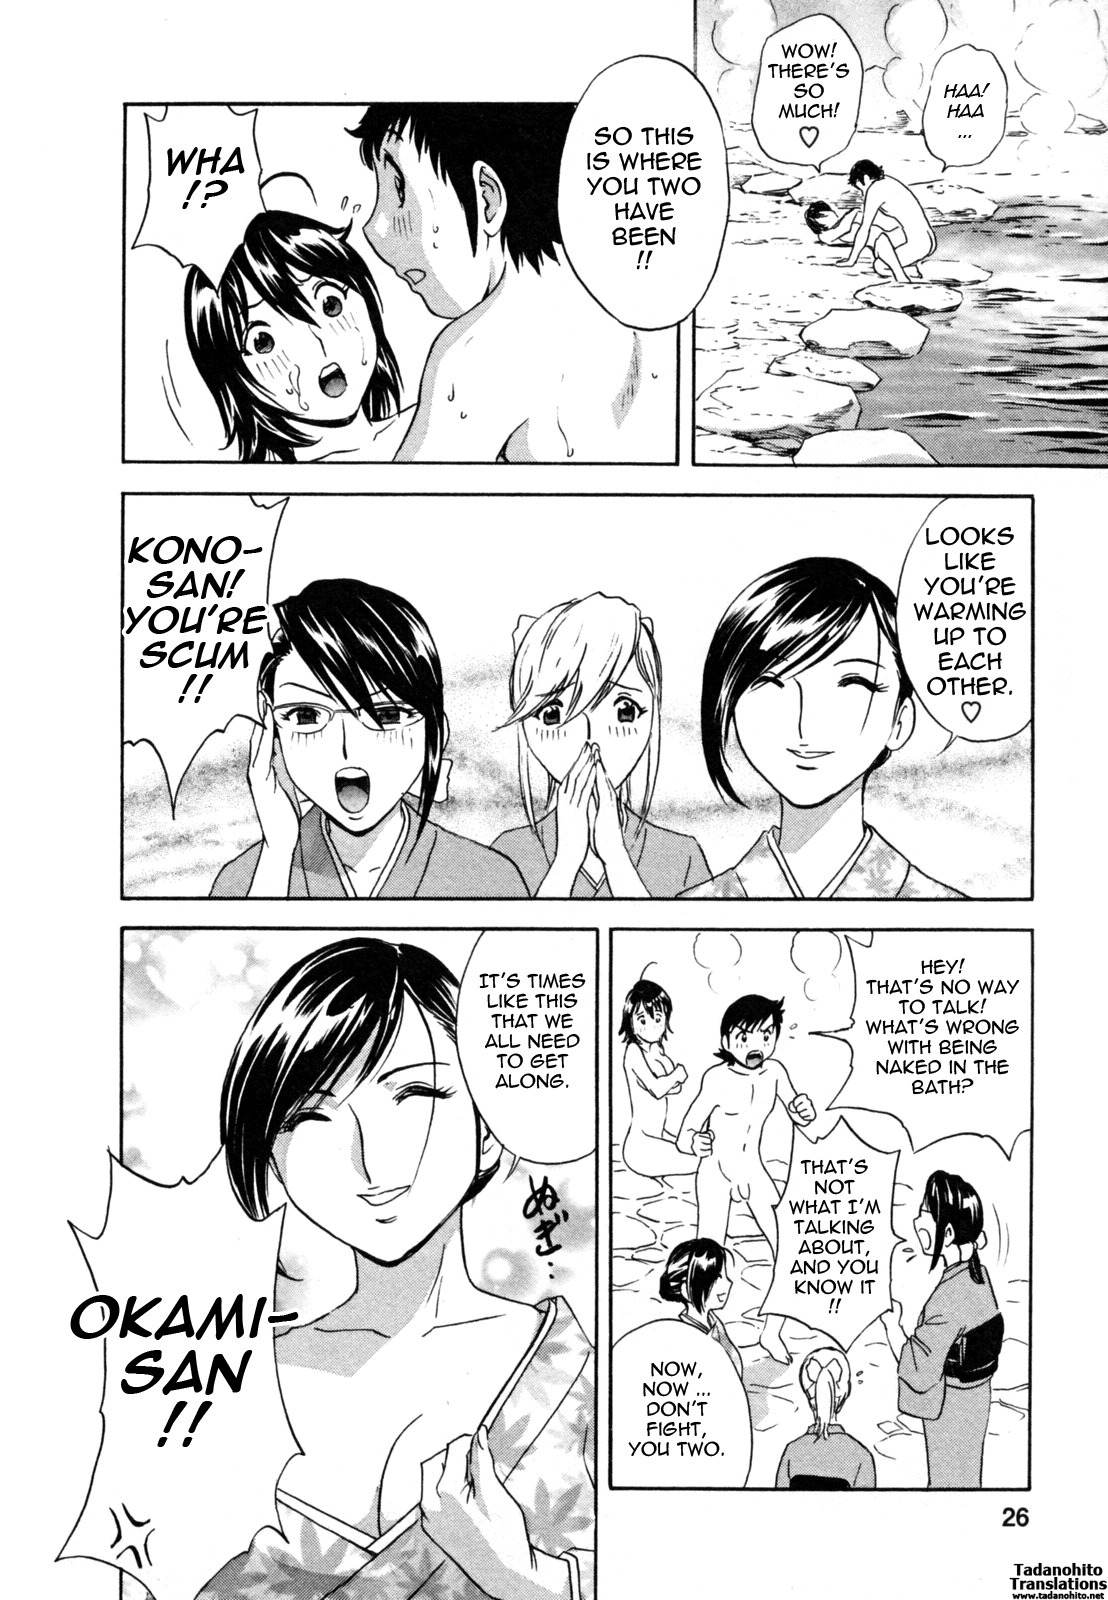 WOW!
THERE'S
SO
MUCH!
♡
HAA!
HAA
...
SO THIS
IS WHERE
YOU TWO
HAVE
BEEN
!!
WHA
!?
LOOKS
LIKE
YOU'RE
WARMING
UP TO
EACH
OTHER.
♡
KONO-
SAN!
YOU'RE
SCUM
!!
HEY!
THAT'S NO WAY
TO TALK!
WHAT'S WRONG
WITH BEING
NAKED IN THE
BATH?
THAT'S
NOT
WHAT I'M
TALKING
ABOUT,
AND YOU
KNOW IT
!!
NOW,
NOW ...
DON'T
FIGHT,
YOU TWO.
IT'S TIMES
LIKE THIS
THAT WE
ALL NEED
TO GET
ALONG.
ぬぎ…
OKAMI-
SAN
!!
26
Tadanohito
Translations
www.tadanohito.net